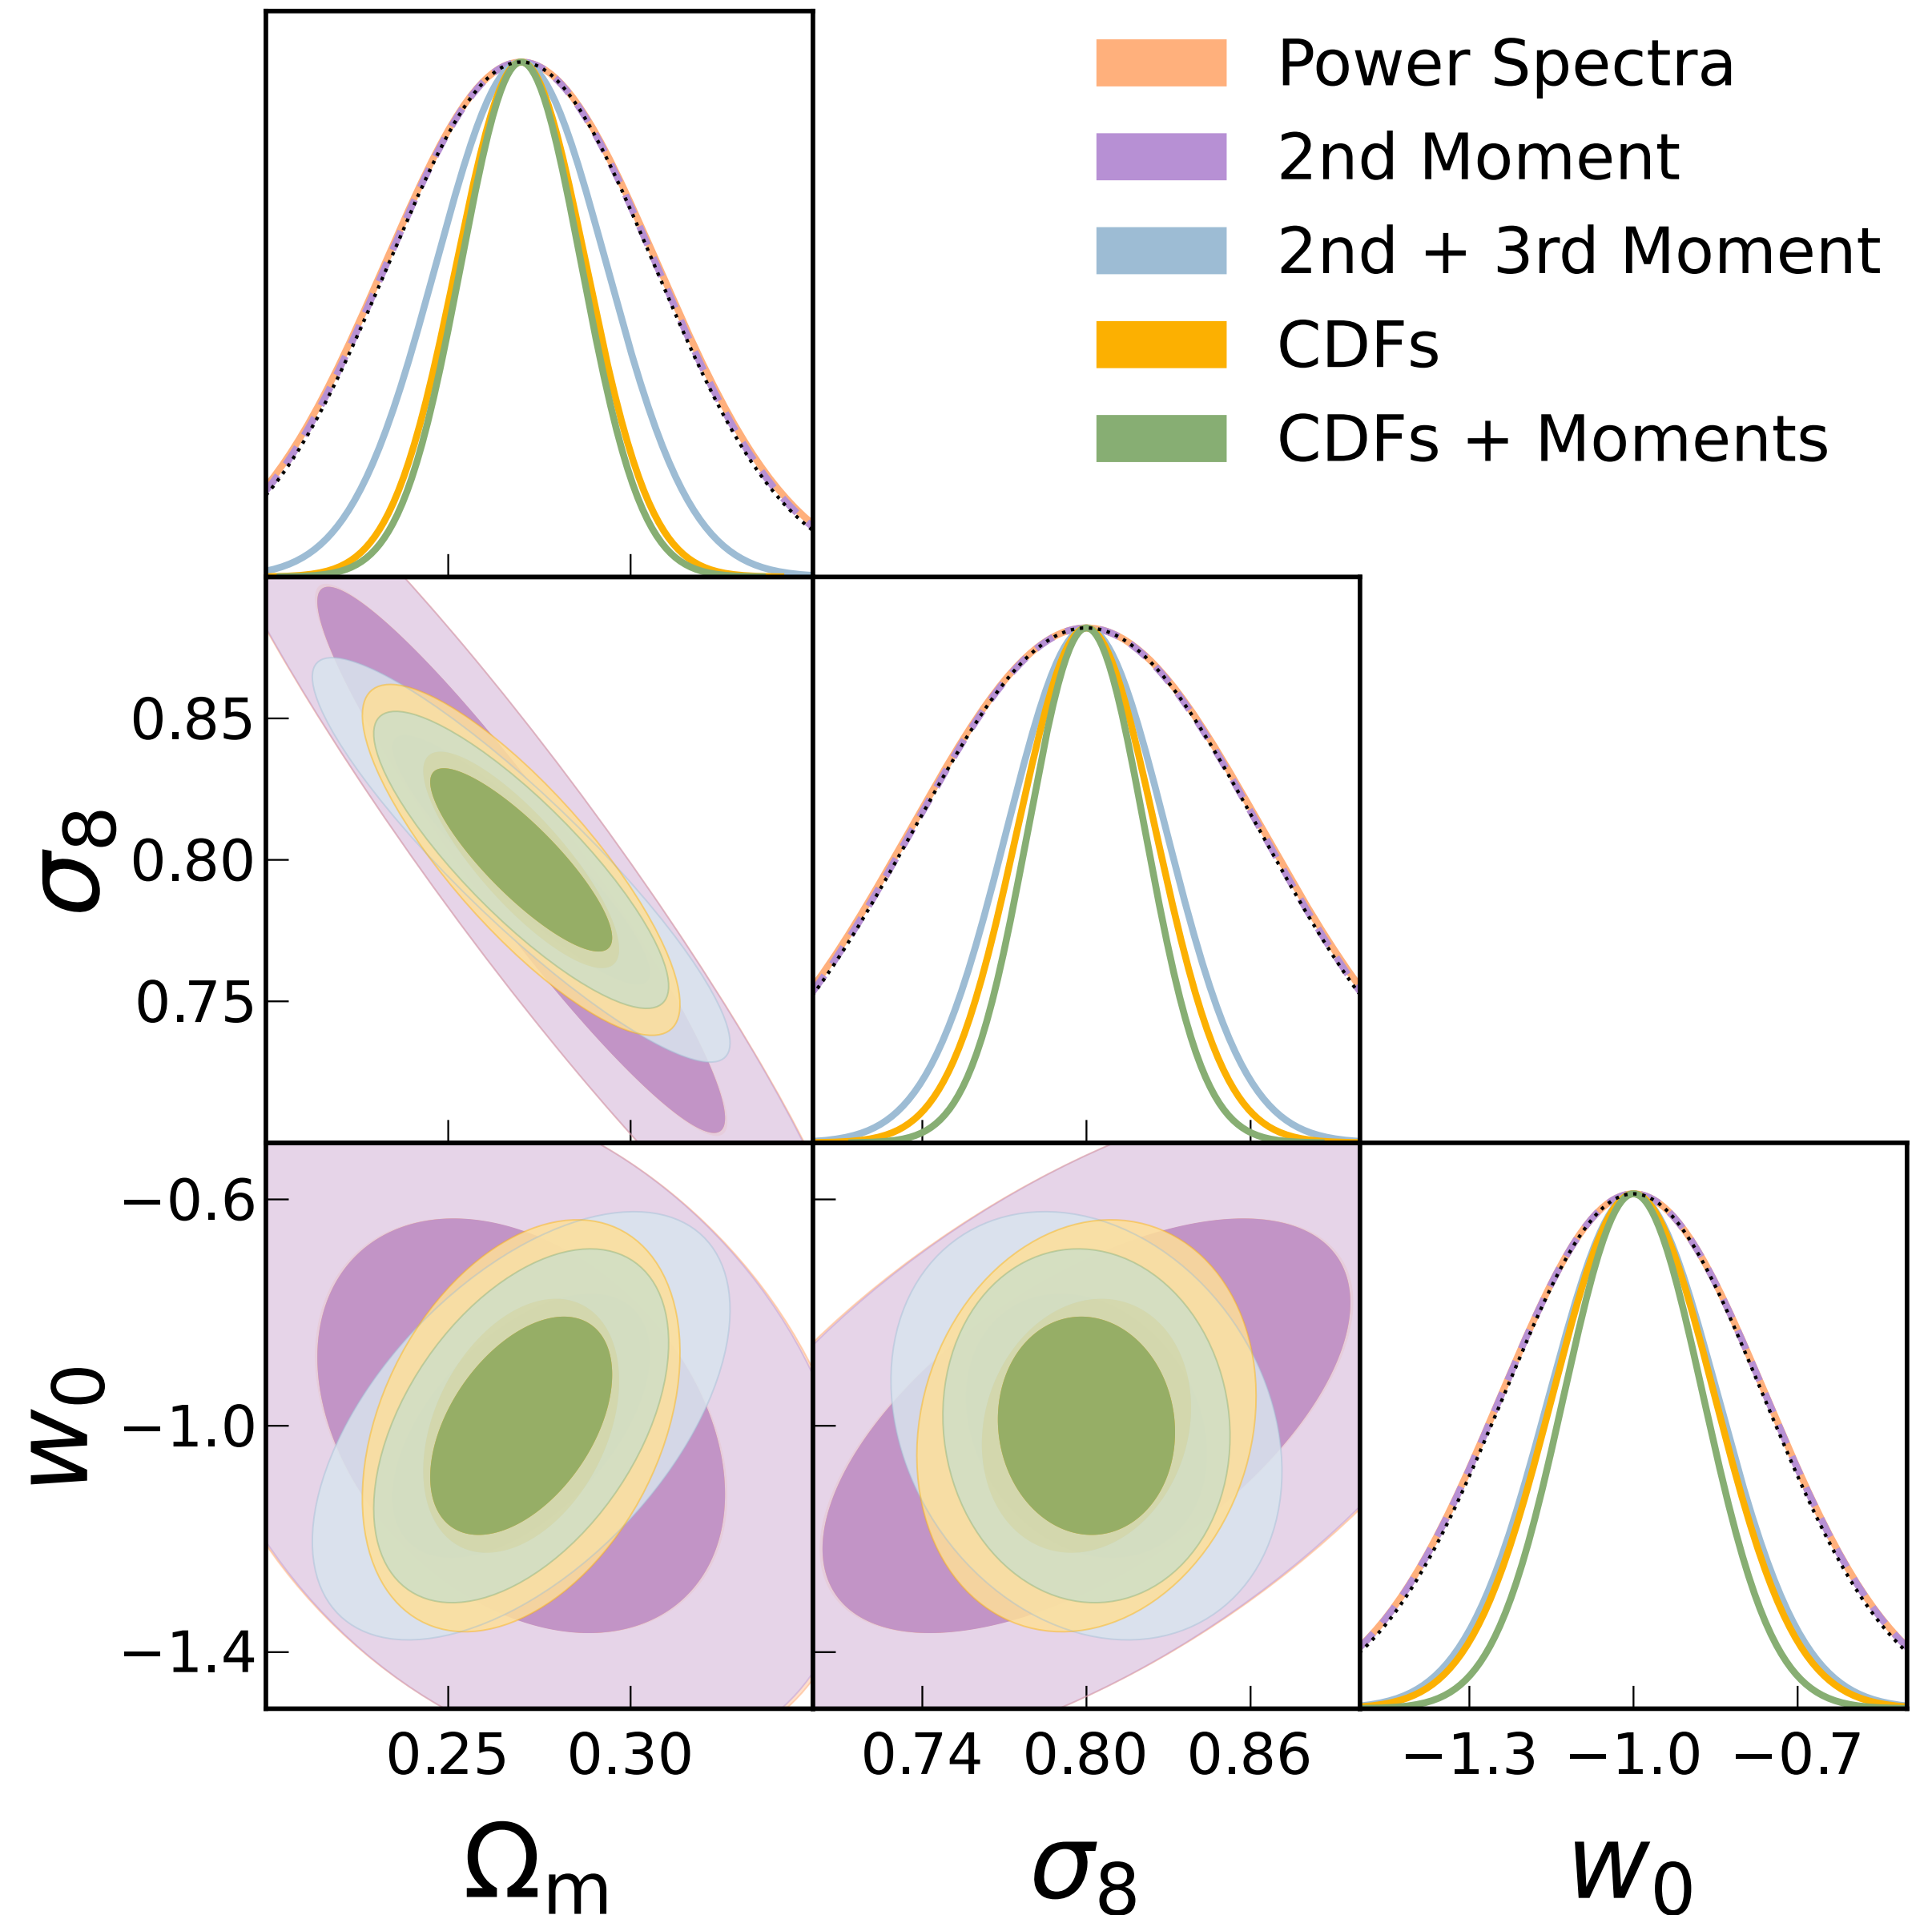 Power Spectra
2nd Moment
2nd + 3rd Moment
CDFs
CDFs + Moments
0.85
0.80
0.75
σ8
−0.6
−1.0
−1.4
w0
0.25 0.30
0.74 0.80 0.86
−1.3 −1.0 −0.7
Ωm
σ8
w0